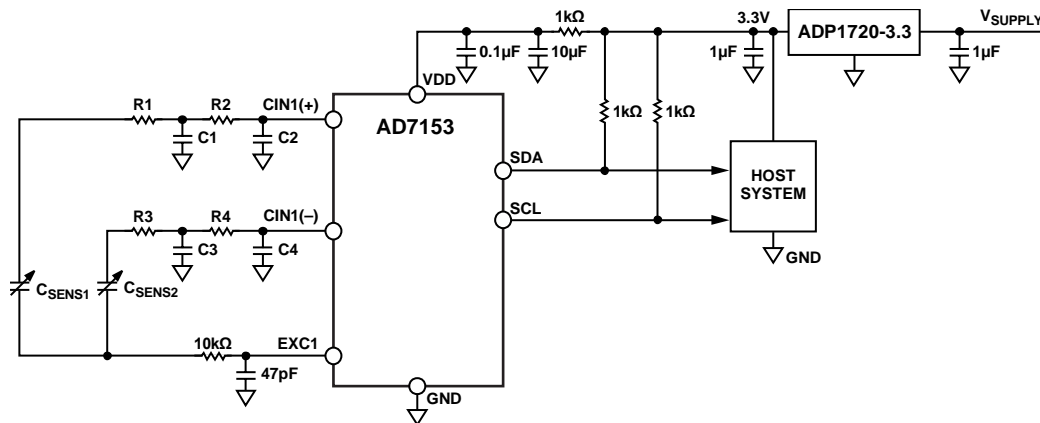 1kΩ
3.3V
ADP1720-3.3
VSUPPLY
0.1µF
10µF
1µF
1µF
VDD
R1
R2
CIN1(+)
AD7153
1kΩ
1kΩ
C1
C2
SDA
HOST
SYSTEM
R3
R4
CIN1(–)
SCL
C3
C4
GND
CSENS1
CSENS2
10kΩ
EXC1
47pF
GND